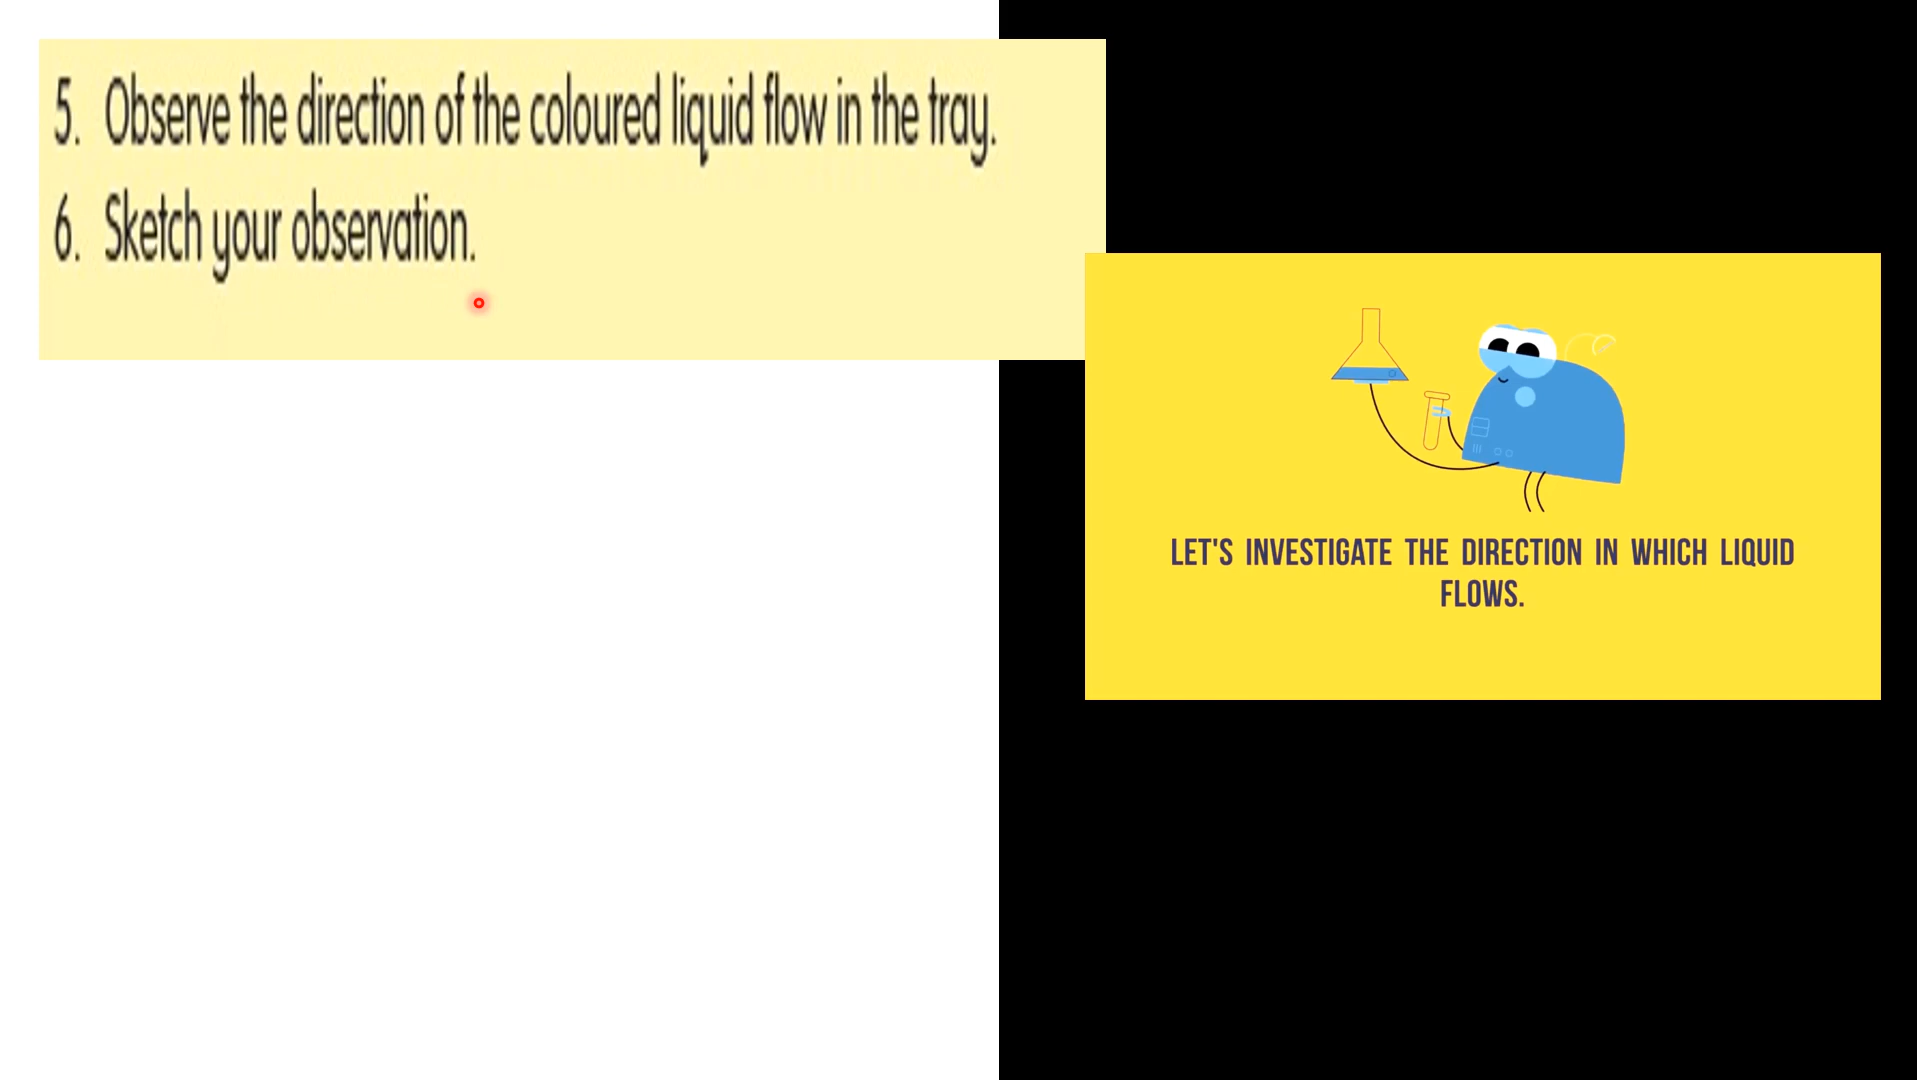 5. Observe the direction of the coloured liquid flow in the tray.
6. Sketch your observation.
LET'S INVESTIGATE THE DIRECTION IN WHICH LIQUID
FLOWS.